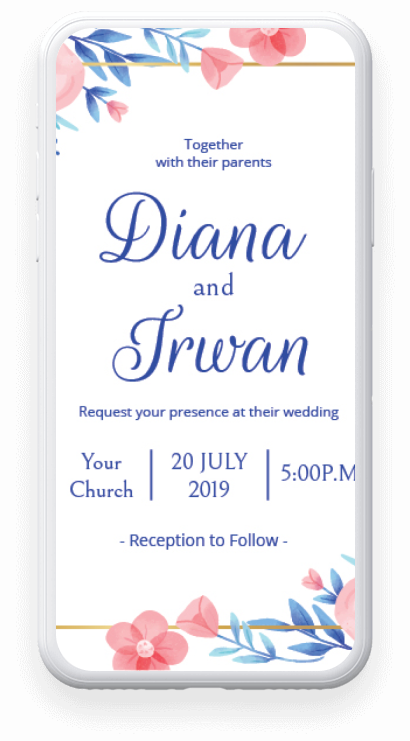 Together
with their parents
Diana
and
Irwan
Request your presence at their wedding
Your
Church
20 JULY
2019
5:00P.M
- Reception to Follow -